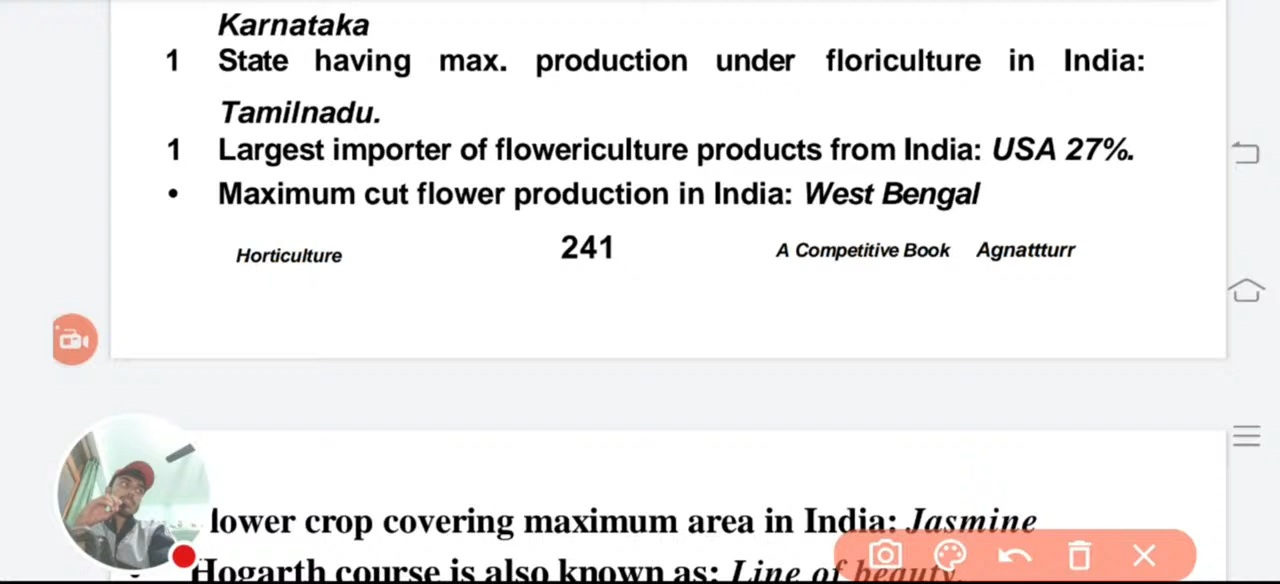 Karnataka
1 State having max. production under floriculture in India:
Tamilnadu.
1 Largest importer of flowericulture products from India: USA 27%.
• Maximum cut flower production in India: West Bengal
Horticulture 241 A Competitive Book Agnattturr
lower crop covering maximum area in India: Jasmine
Hogarth course is also known as: Line of beauty.